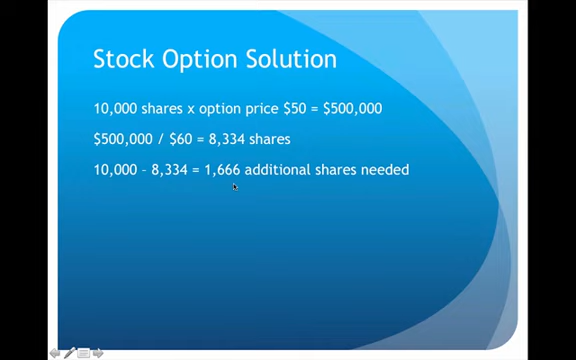 Stock Option Solution
10,000 shares x option price $50 = $500,000
$500,000 / $60 = 8,334 shares
10,000 – 8,334 = 1,666 additional shares needed